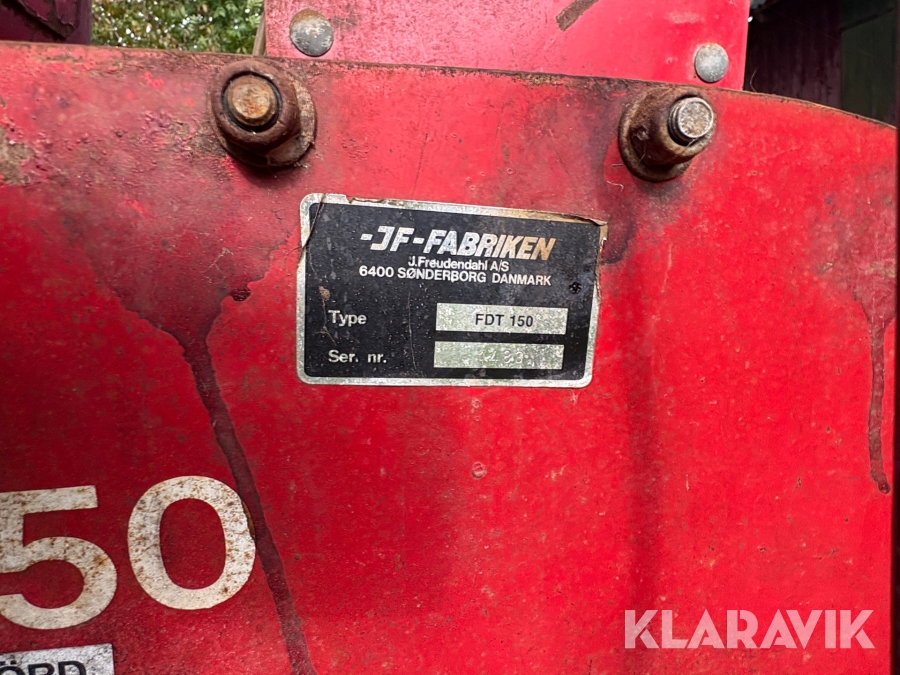 -JF-FABRIKEN
J.Freudendahl A/S
6400 SØNDERBORG DANMARK
Type FDT 150
Ser. nr.
50
KLARAVIK